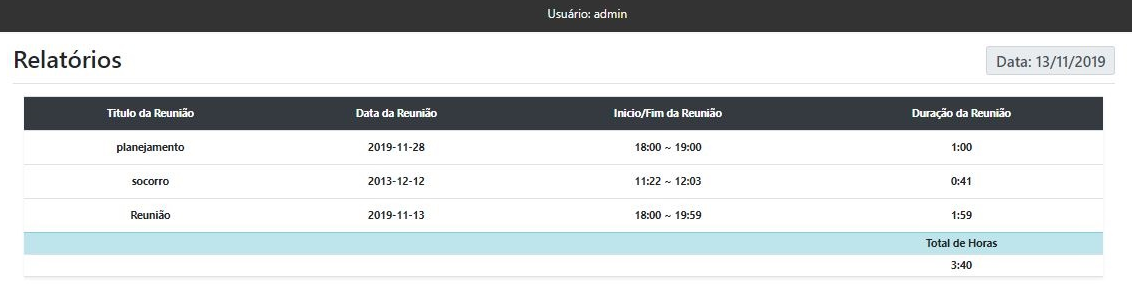 Usuário: admin
Relatórios Data: 13/11/2019
Titulo da Reunião Data da Reunião Inicio/Fim da Reunião Duração da Reunião
planejamento 2019-11-28 18:00 ~ 19:00 1:00
socorro 2013-12-12 11:22 ~ 12:03 0:41
Reunião 2019-11-13 18:00 ~ 19:59 1:59
Total de Horas
3:40